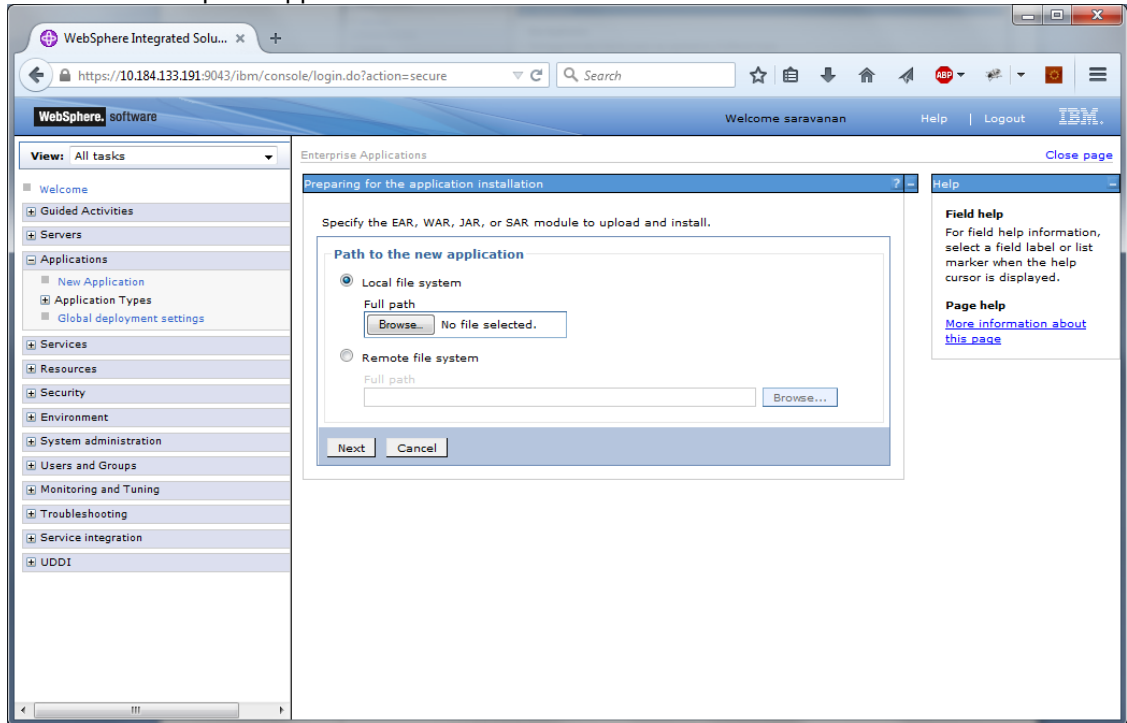 WebSphere Integrated Solu... × +
https://10.184.133.191:9043/ibm/console/login.do?action=secure Search ABP
WebSphere. software Welcome saravanan Help | Logout IBM.
View: All tasks
Welcome
Guided Activities
Servers
Applications
New Application
Application Types
Global deployment settings
Services
Resources
Security
Environment
System administration
Users and Groups
Monitoring and Tuning
Troubleshooting
Service integration
UDDI
Enterprise Applications Close page
Preparing for the application installation ? -
Specify the EAR, WAR, JAR, or SAR module to upload and install.
Path to the new application
Local file system
Full path
Browse... No file selected.
Remote file system
Full path
Browse...
Next Cancel
Help -
Field help
For field help information,
select a field label or list
marker when the help
cursor is displayed.
Page help
More information about
this page